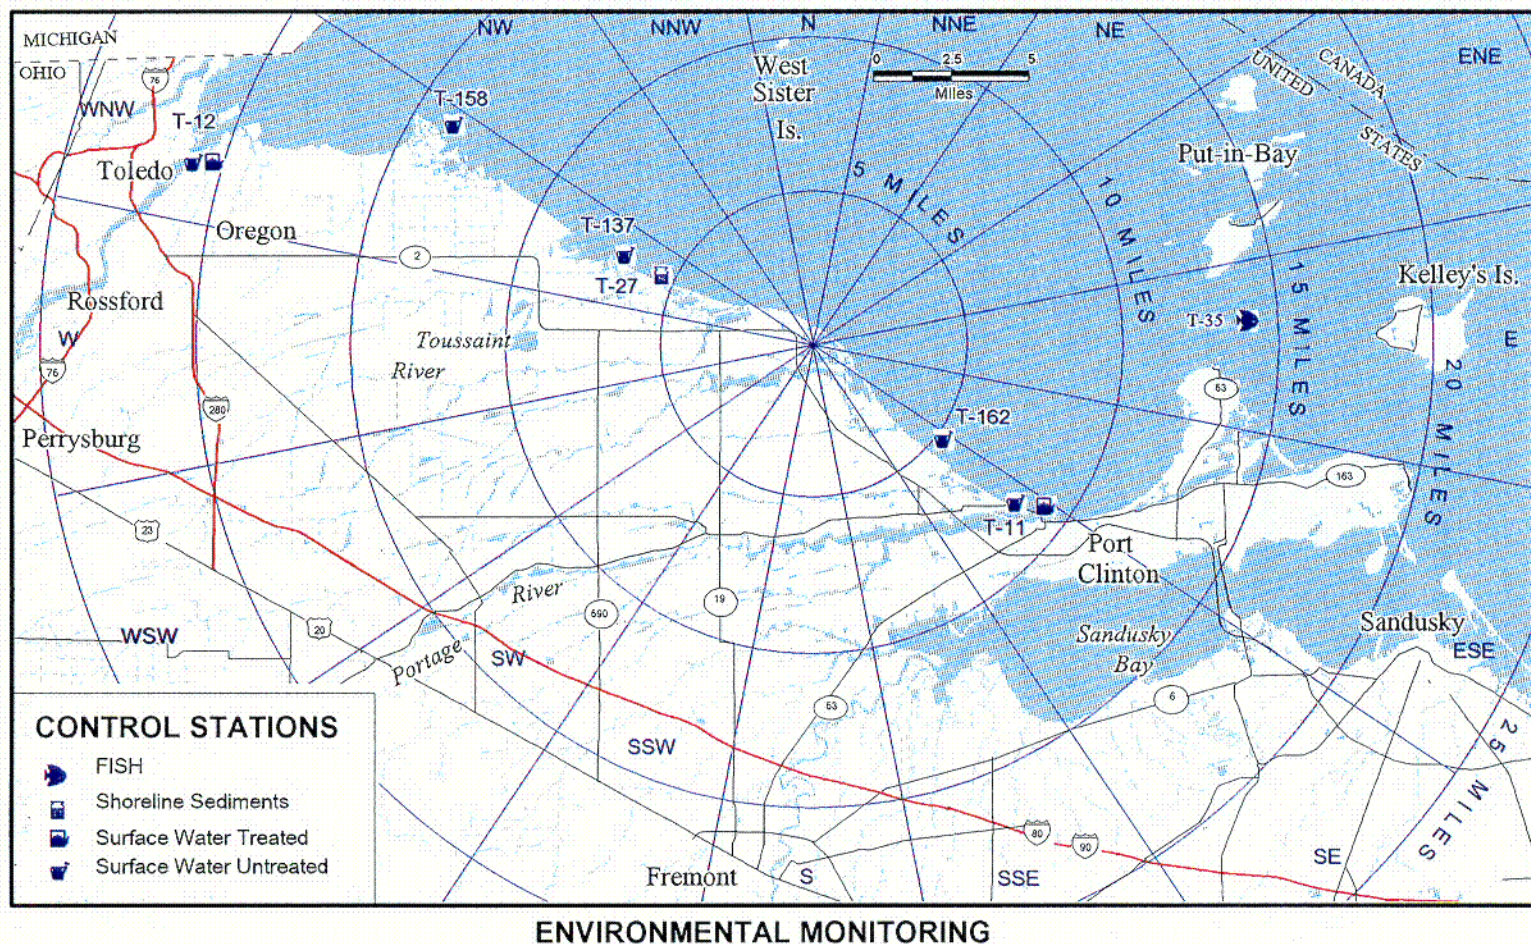 NW
NNW
N
NNE
NE
ENE
MICHIGAN
OHIO
75
WNW
T-12
Toledo
T-158
West
Sister
Is.
0 2.5 5
Miles
UNITED
STATES
CANADA
Put-in-Bay
5 MILES
10 MILES
15 MILES
20 MILES
25 MILES
Oregon
2
T-137
T-27
Kelley's Is.
Rossford
W
75
Toussaint
River
T-35
E
280
53
Perrysburg
T-162
163
23
T-11
Port
Clinton
River
Portage
590
19
20
WSW
SW
Sandusky
Bay
Sandusky
ESE
53
6
SSW
80
90
Fremont
S
SSE
SE
CONTROL STATIONS
FISH
Shoreline Sediments
Surface Water Treated
Surface Water Untreated
ENVIRONMENTAL MONITORING